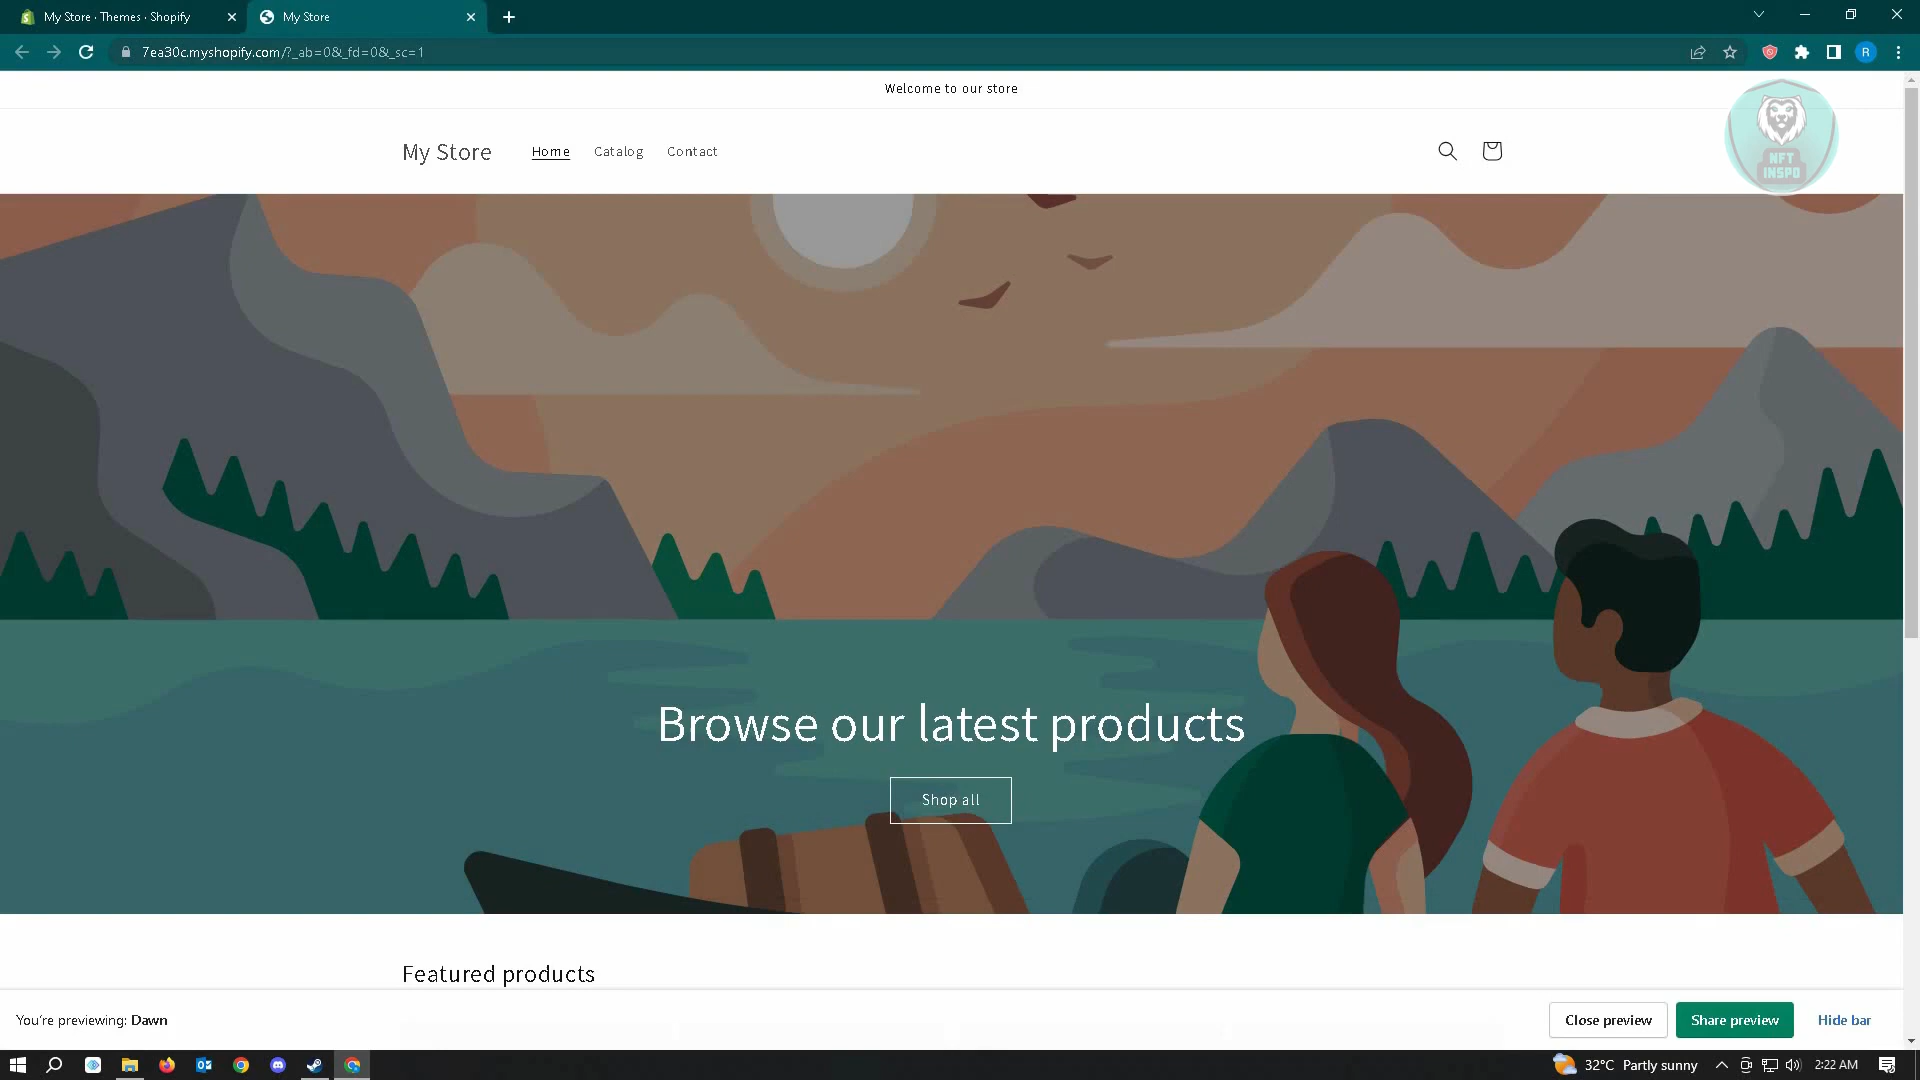 My Store · Themes · Shopify
My Store
7ea30c.myshopify.com/?_ab=0&_fd=0&_sc=1
R
Welcome to our store
My Store
Home
Catalog
Contact
NFT
INSPO
Browse our latest products
Shop all
Featured products
You're previewing: Dawn
Close preview
Share preview
Hide bar
32°C Partly sunny
2:22 AM